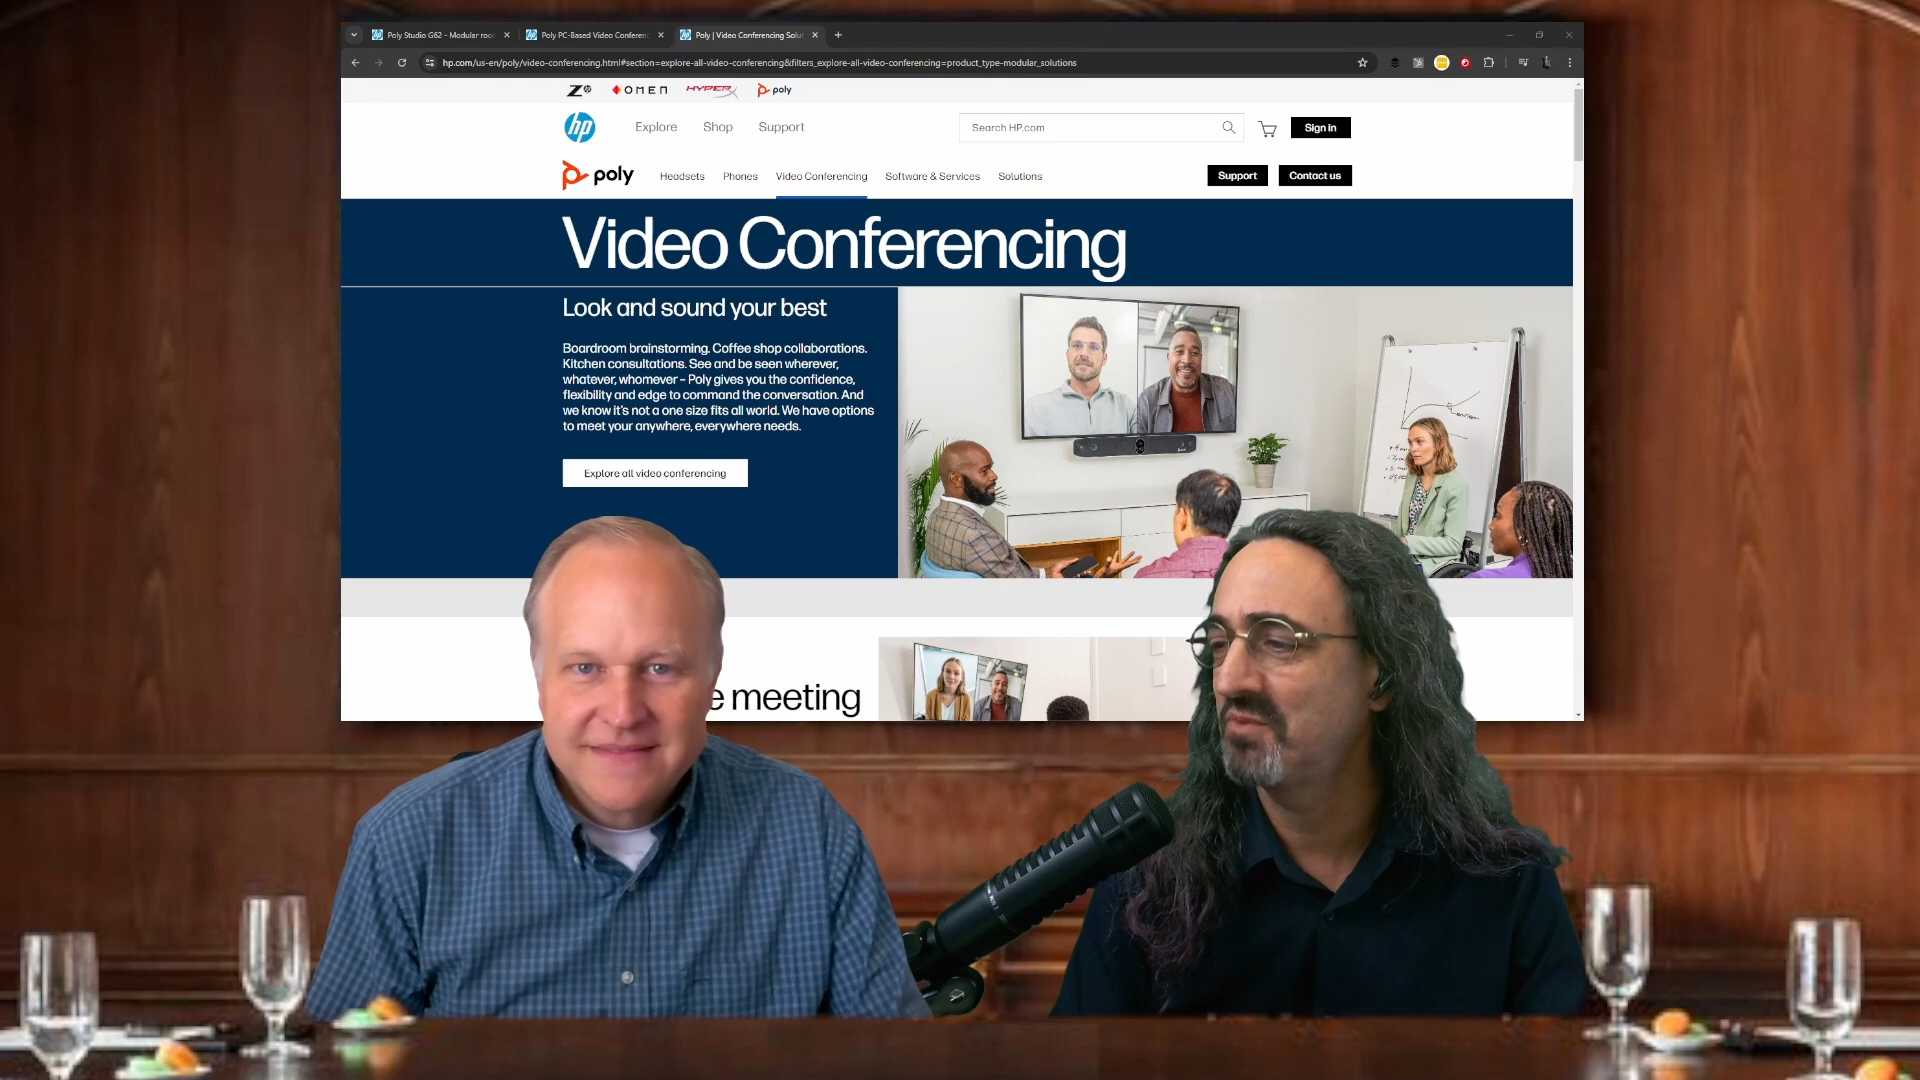 Poly Studio G62 - Modular roo
Poly PC-Based Video Conferen
Poly | Video Conferencing Solut
hp.com/us-en/poly/video-conferencing.html#section=explore-all-video-conferencing&filters_explore-all-video-conferencing=product_type-modular_solutions
OMEN
HYPERX
poly
hp
Explore
Shop
Support
Search HP.com
Sign in
poly
Headsets
Phones
Video Conferencing
Software & Services
Solutions
Support
Contact us
Video Conferencing
Look and sound your best
Boardroom brainstorming. Coffee shop collaborations.
Kitchen consultations. See and be seen wherever,
whatever, whomever – Poly gives you the confidence,
flexibility and edge to command the conversation. And
we know it's not a one size fits all world. We have options
to meet your anywhere, everywhere needs.
Explore all video conferencing
e meeting